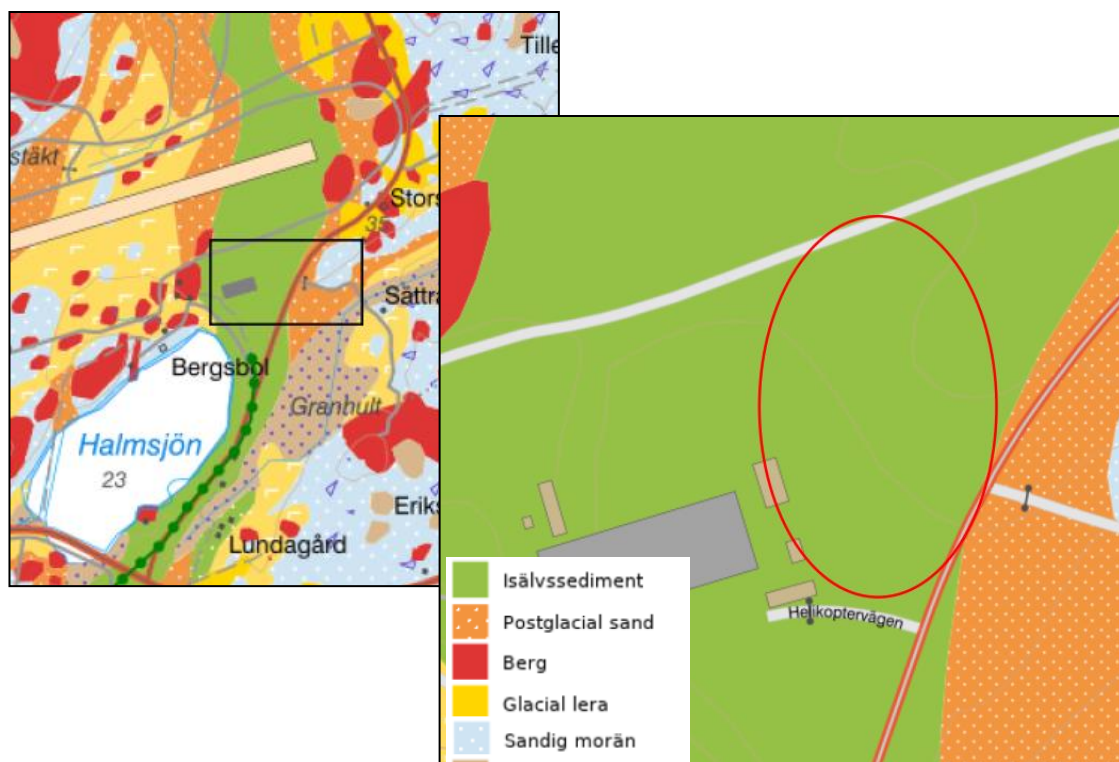 Tille
stäkt
Stors
35
Sättra
Bergsbol
Granhult
Halmsjön
23
Eriks
Lundagård
Helikoptervägen
Isälvssediment
Postglacial sand
Berg
Glacial lera
Sandig morän